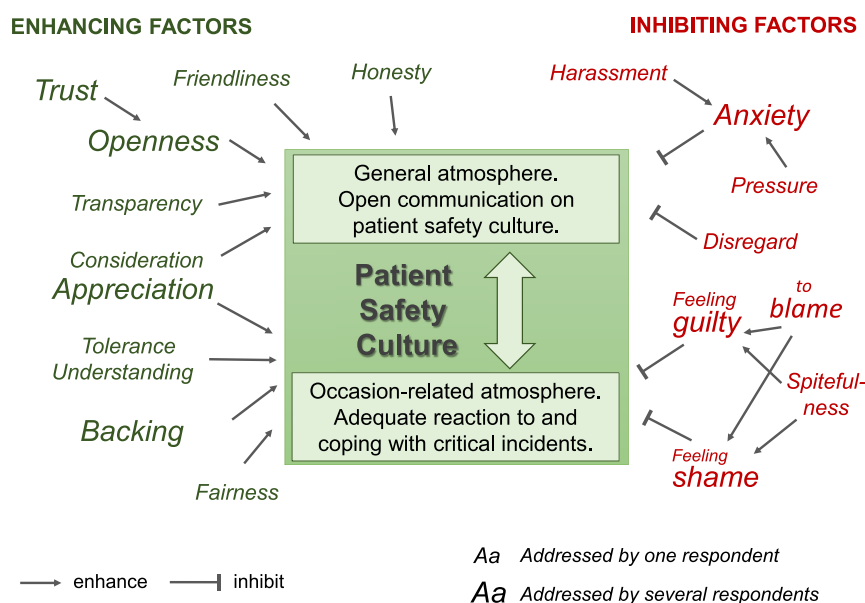 ENHANCING FACTORS
INHIBITING FACTORS
Trust
Friendliness
Honesty
Openness
Transparency
Consideration
Appreciation
Tolerance
Understanding
Backing
Fairness
General atmosphere.
Open communication on
patient safety culture.
Patient
Safety
Culture
Occasion-related atmosphere.
Adequate reaction to and
coping with critical incidents.
Harassment
Anxiety
Pressure
Disregard
Feeling
guilty
to
blame
Spiteful-
ness
Feeling
shame
enhance
inhibit
Aa Addressed by one respondent
Aa Addressed by several respondents